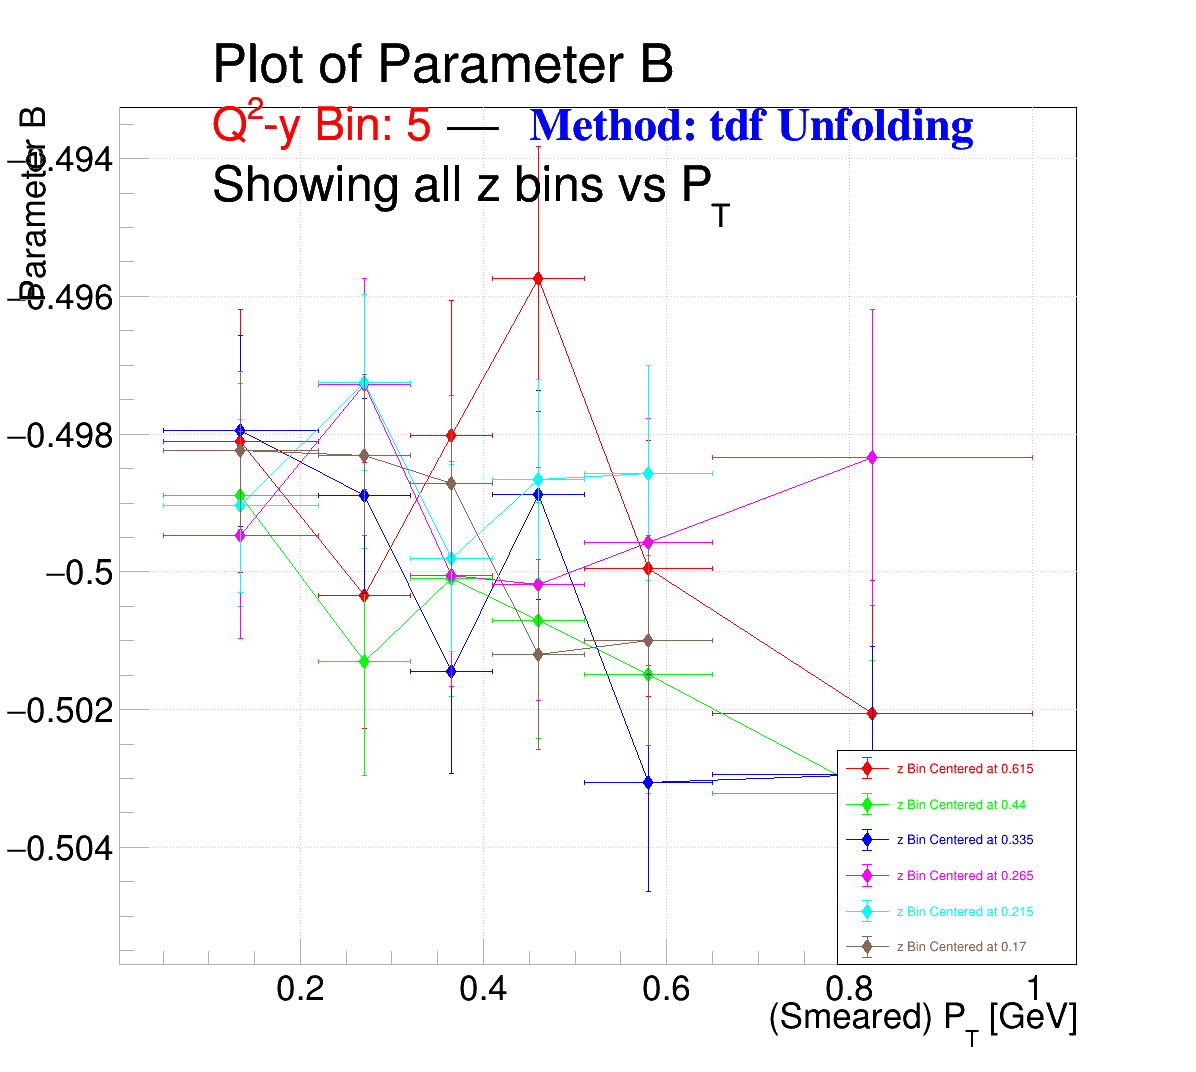 Plot of Parameter B
Q²-y Bin: 5 — Method: tdf Unfolding
Showing all z bins vs P_T
Parameter B
−0.494
−0.496
−0.498
−0.5
−0.502
−0.504
z Bin Centered at 0.615
z Bin Centered at 0.44
z Bin Centered at 0.335
z Bin Centered at 0.265
z Bin Centered at 0.215
z Bin Centered at 0.17
0.2 0.4 0.6 0.8 1
(Smeared) P_T [GeV]